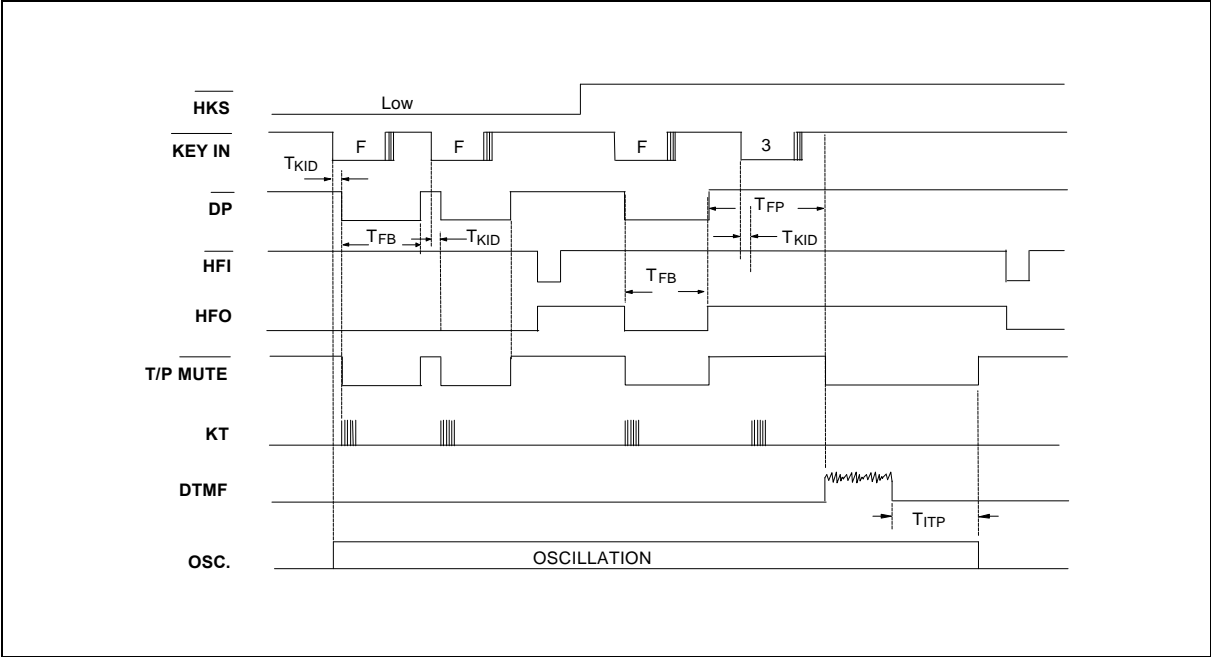 HKS
Low
KEY IN
F
F
F
3
TKID
DP
TFB
TKID
TFP
TKID
HFI
TFB
HFO
T/P MUTE
KT
DTMF
TITP
OSC.
OSCILLATION